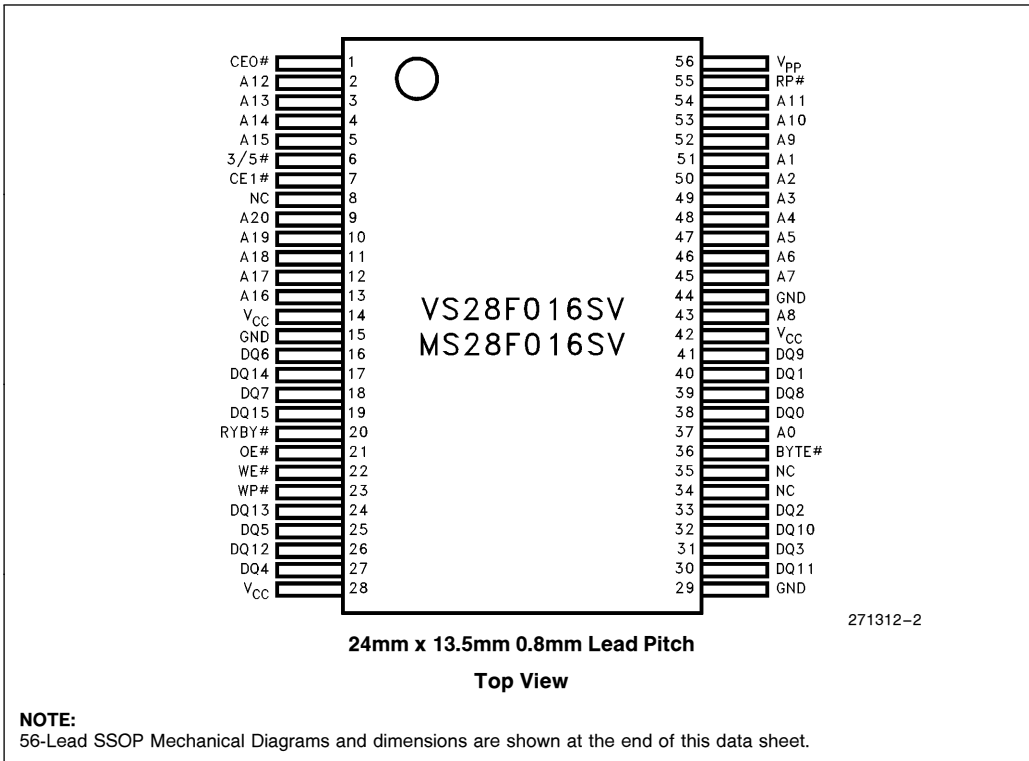 CE0# 1 56 VPP
A12 2 55 RP#
A13 3 54 A11
A14 4 53 A10
A15 5 52 A9
3/5# 6 51 A1
CE1# 7 50 A2
NC 8 49 A3
A20 9 48 A4
A19 10 47 A5
A18 11 46 A6
A17 12 45 A7
A16 13 44 GND
VCC 14 43 A8
GND 15 42 VCC
DQ6 16 41 DQ9
DQ14 17 40 DQ1
DQ7 18 39 DQ8
DQ15 19 38 DQ0
RYBY# 20 37 A0
OE# 21 36 BYTE#
WE# 22 35 NC
WP# 23 34 NC
DQ13 24 33 DQ2
DQ5 25 32 DQ10
DQ12 26 31 DQ3
DQ4 27 30 DQ11
VCC 28 29 GND
VS28F016SV
MS28F016SV
271312–2
24mm x 13.5mm 0.8mm Lead Pitch
Top View
NOTE:
56-Lead SSOP Mechanical Diagrams and dimensions are shown at the end of this data sheet.